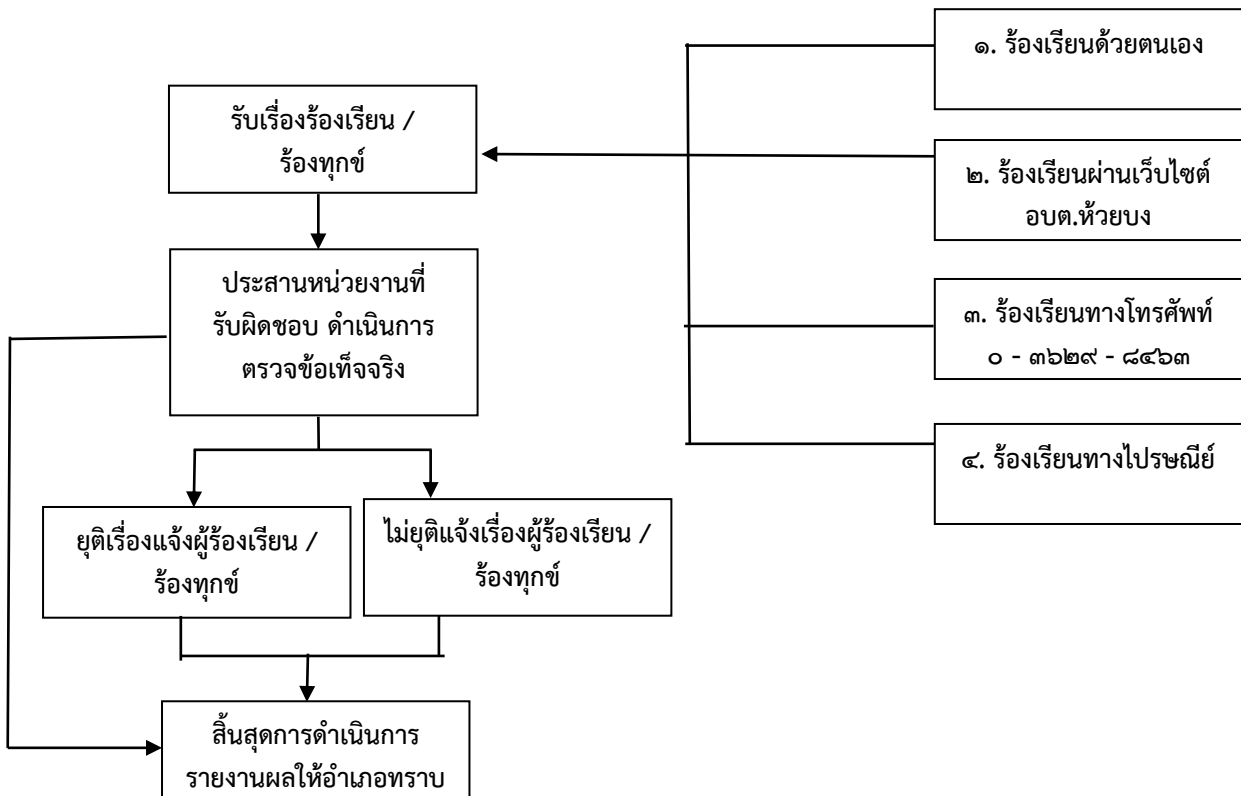 ๑. ร้องเรียนด้วยตนเอง
รับเรื่องร้องเรียน /
ร้องทุกข์
๒. ร้องเรียนผ่านเว็บไซต์
อบต.ห้วยบง
ประสานหน่วยงานที่
รับผิดชอบ ดำเนินการ
ตรวจข้อเท็จจริง
๓. ร้องเรียนทางโทรศัพท์
๐ - ๓๖๒๙ - ๘๔๖๓
๔. ร้องเรียนทางไปรษณีย์
ยุติเรื่องแจ้งผู้ร้องเรียน /
ร้องทุกข์
ไม่ยุติแจ้งเรื่องผู้ร้องเรียน /
ร้องทุกข์
สิ้นสุดการดำเนินการ
รายงานผลให้อำเภอทราบ